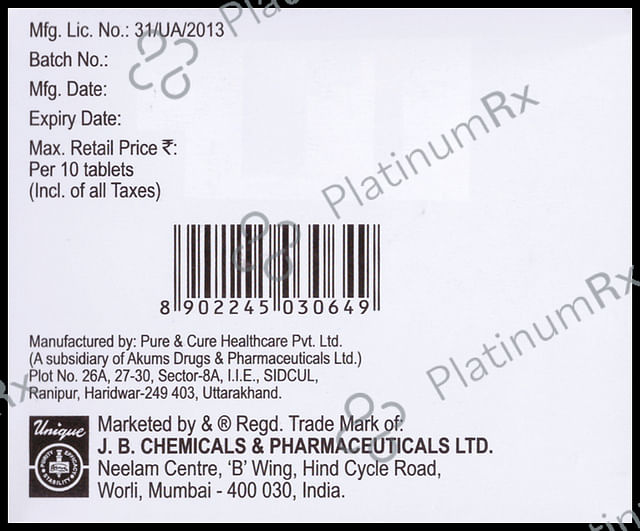 Mfg. Lic. No.: 31/UA/2013
Batch No.:
Mfg. Date:
Expiry Date:
Max. Retail Price ₹:
Per 10 tablets
(Incl. of all Taxes)
8 902245 030649
Manufactured by: Pure & Cure Healthcare Pvt. Ltd.
(A subsidiary of Akums Drugs & Pharmaceuticals Ltd.)
Plot No. 26A, 27-30, Sector-8A, I.I.E., SIDCUL,
Ranipur, Haridwar-249 403, Uttarakhand.
Unique
PURITY EFFICACY
STABILITY
Marketed by & ® Regd. Trade Mark of:
J. B. CHEMICALS & PHARMACEUTICALS LTD.
Neelam Centre, 'B' Wing, Hind Cycle Road,
Worli, Mumbai - 400 030, India.
PlatinumRx
PlatinumRx